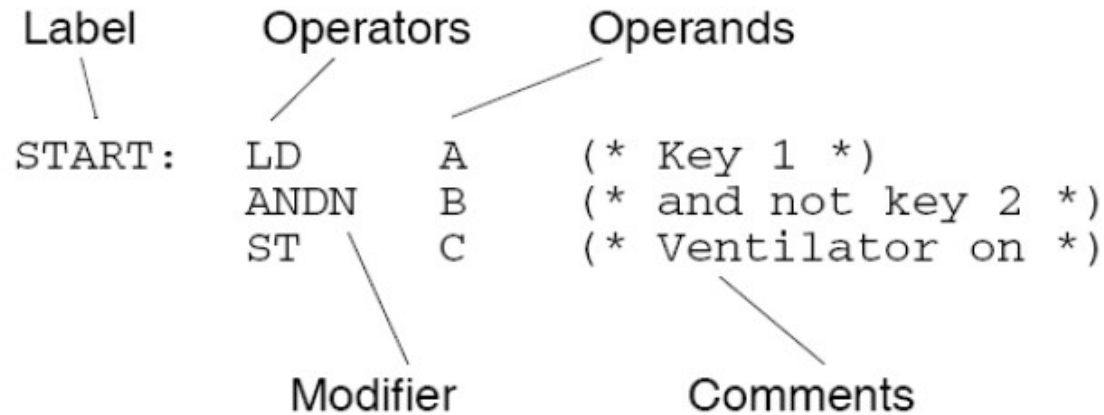 Label Operators Operands
START: LD A (* Key 1 *)
ANDN B (* and not key 2 *)
ST C (* Ventilator on *)
Modifier Comments